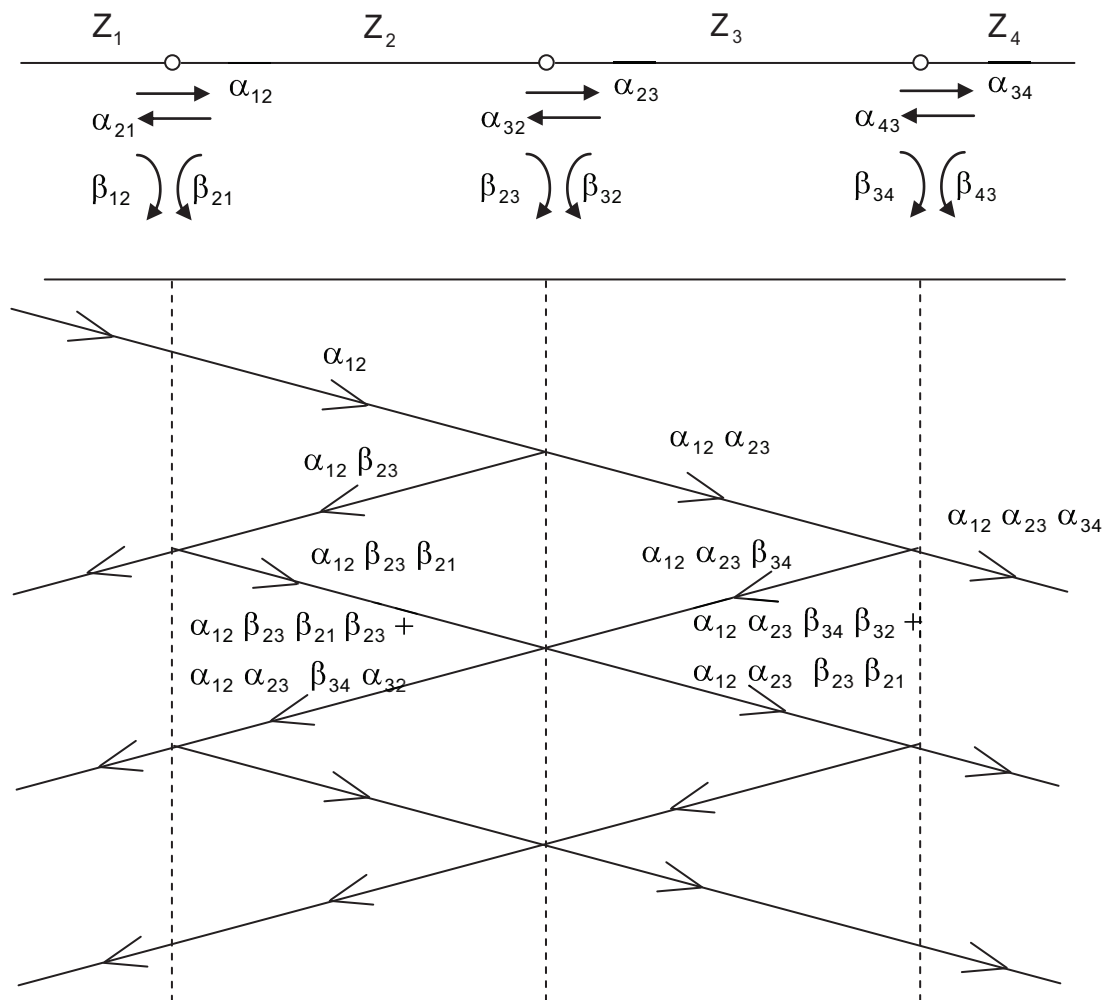 Z₁ Z₂ Z₃ Z₄
α₁₂ α₂₃ α₃₄
α₂₁ α₃₂ α₄₃
β₁₂ β₂₁ β₂₃ β₃₂ β₃₄ β₄₃
α₁₂
α₁₂ α₂₃
α₁₂ β₂₃
α₁₂ α₂₃ α₃₄
α₁₂ β₂₃ β₂₁
α₁₂ α₂₃ β₃₄
α₁₂ β₂₃ β₂₁ β₂₃ +
α₁₂ α₂₃ β₃₄ α₃₂
α₁₂ α₂₃ β₃₄ β₃₂ +
α₁₂ α₂₃ β₂₃ β₂₁